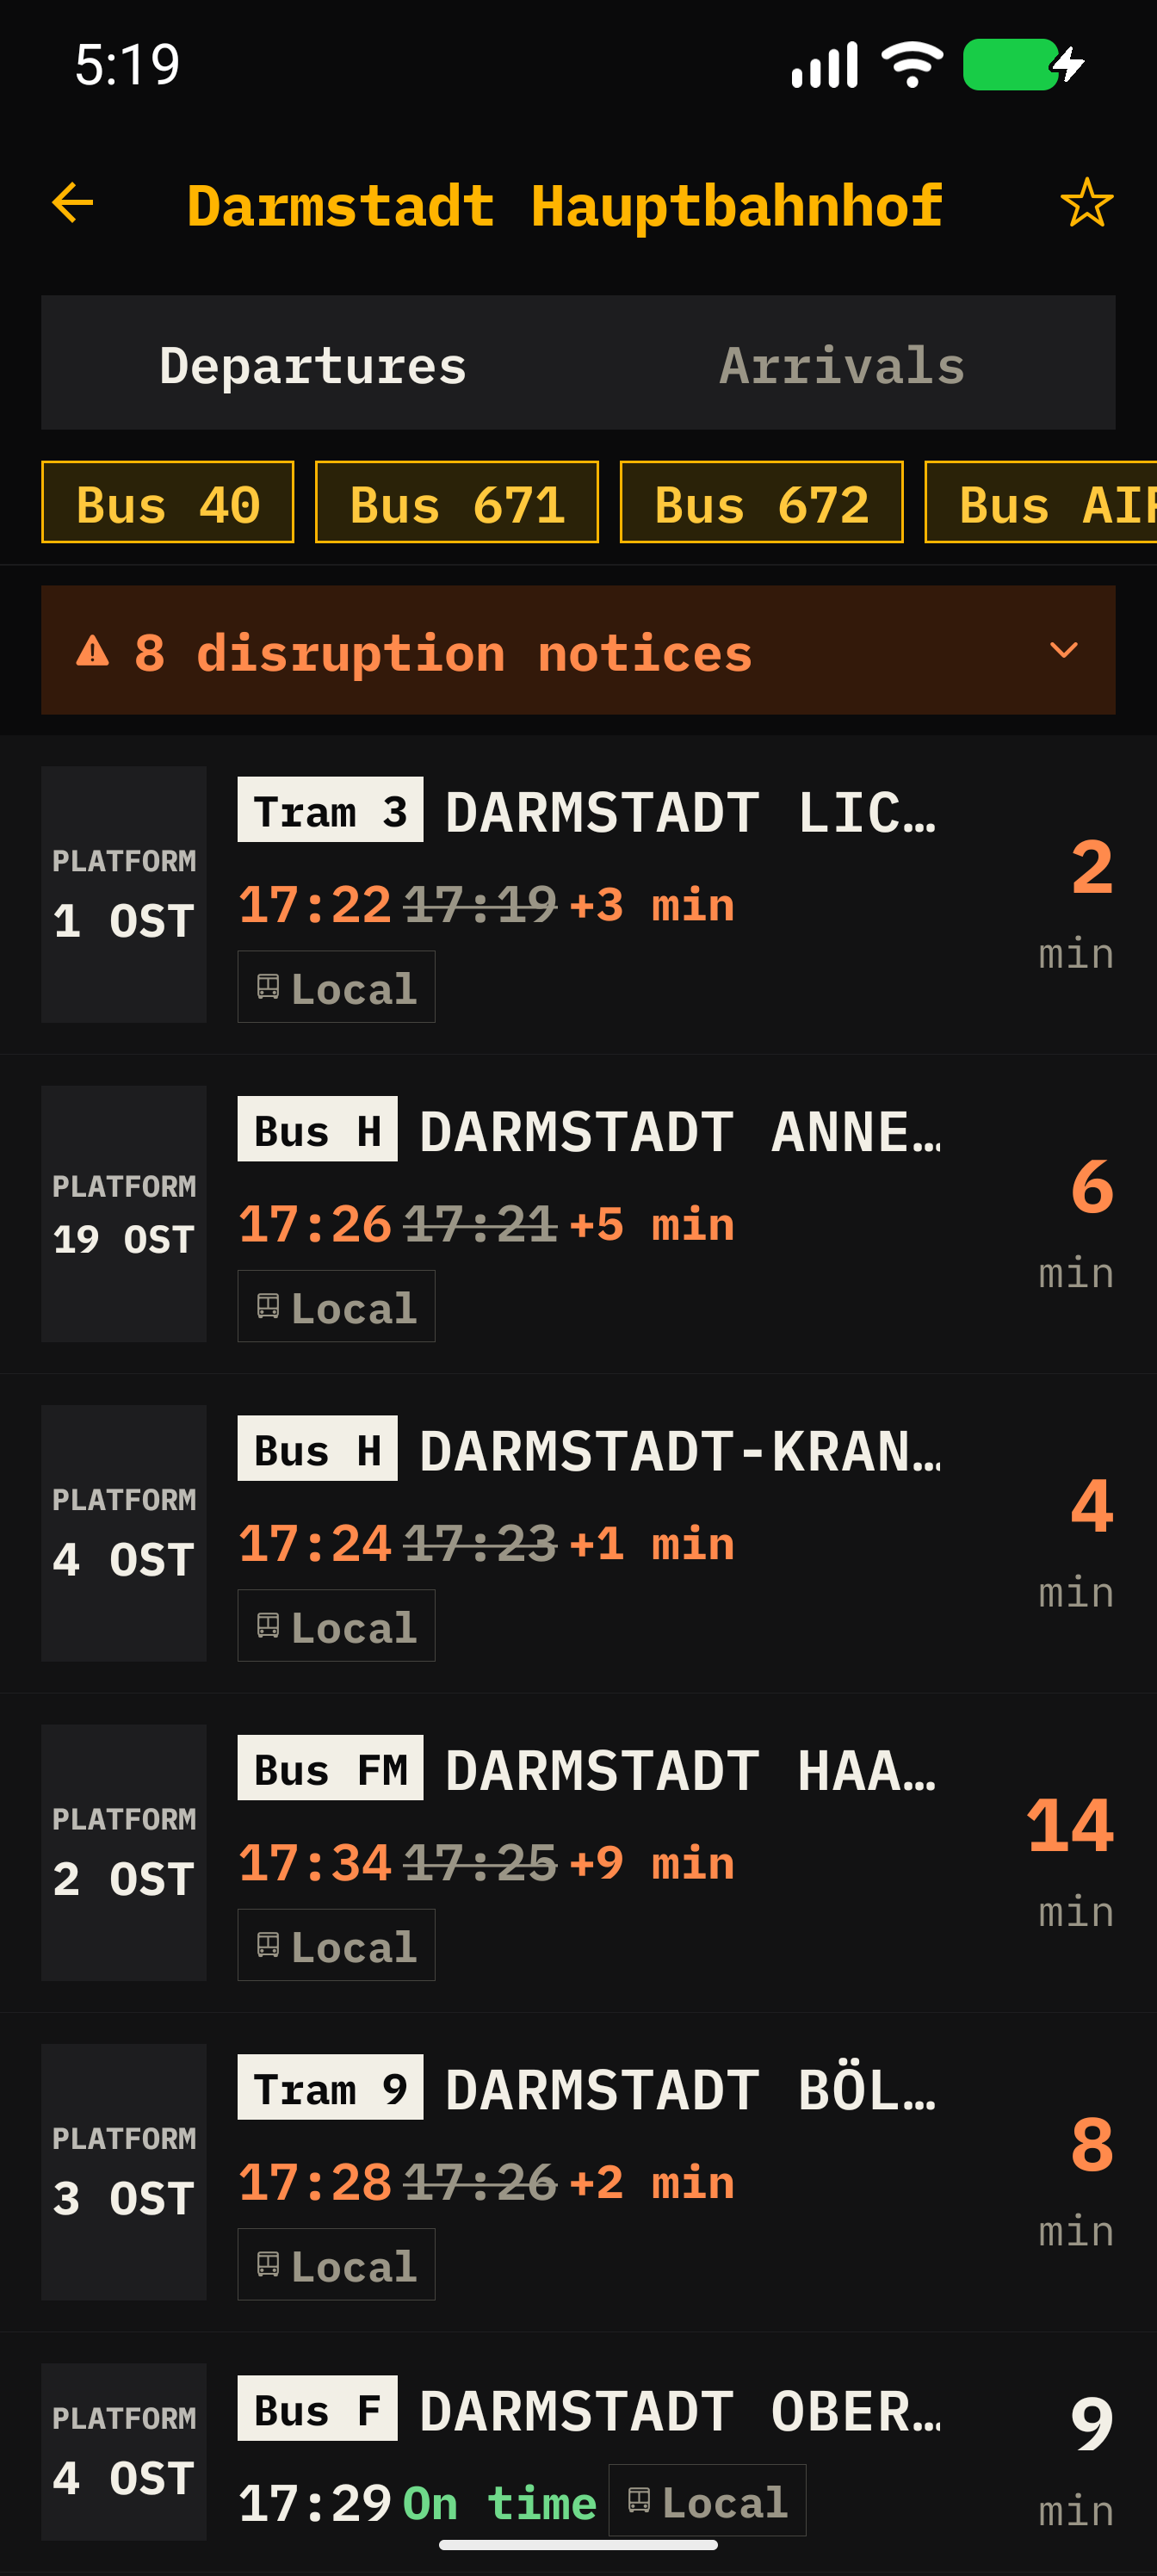 5:19
Darmstadt Hauptbahnhof
Departures Arrivals
Bus 40 Bus 671 Bus 672 Bus AI
8 disruption notices
PLATFORM
1 OST
Tram 3 DARMSTADT LIC…
17:22 17:19 +3 min
Local
2
min
PLATFORM
19 OST
Bus H DARMSTADT ANNE…
17:26 17:21 +5 min
Local
6
min
PLATFORM
4 OST
Bus H DARMSTADT-KRAN…
17:24 17:23 +1 min
Local
4
min
PLATFORM
2 OST
Bus FM DARMSTADT HAA…
17:34 17:25 +9 min
Local
14
min
PLATFORM
3 OST
Tram 9 DARMSTADT BÖL…
17:28 17:26 +2 min
Local
8
min
PLATFORM
4 OST
Bus F DARMSTADT OBER…
17:29 On time Local
9
min